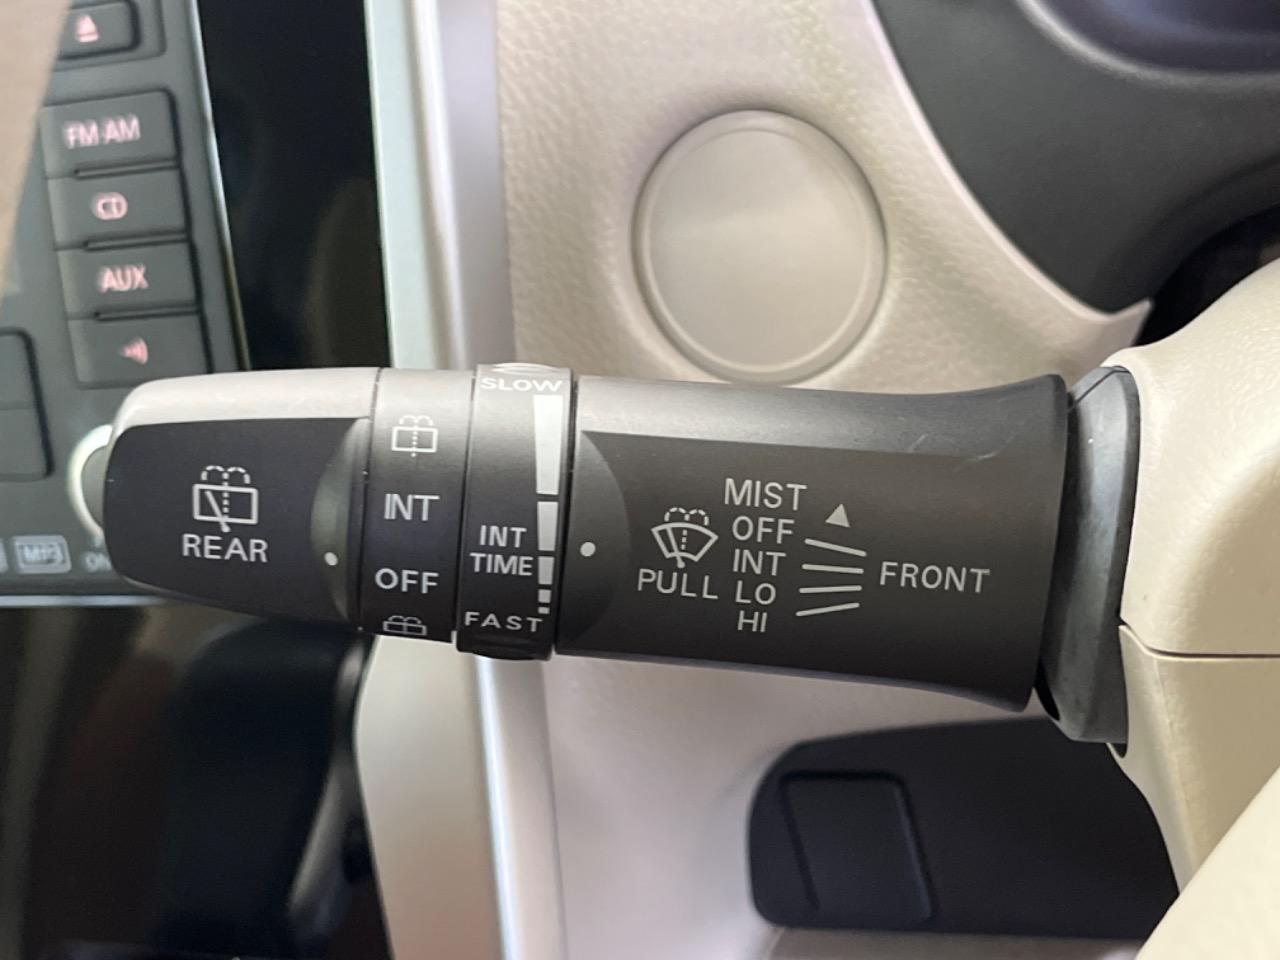 FM·AM
CD
AUX
REAR
INT
OFF
SLOW
INT
TIME
FAST
PULL
MIST
OFF
INT
LO
HI
FRONT